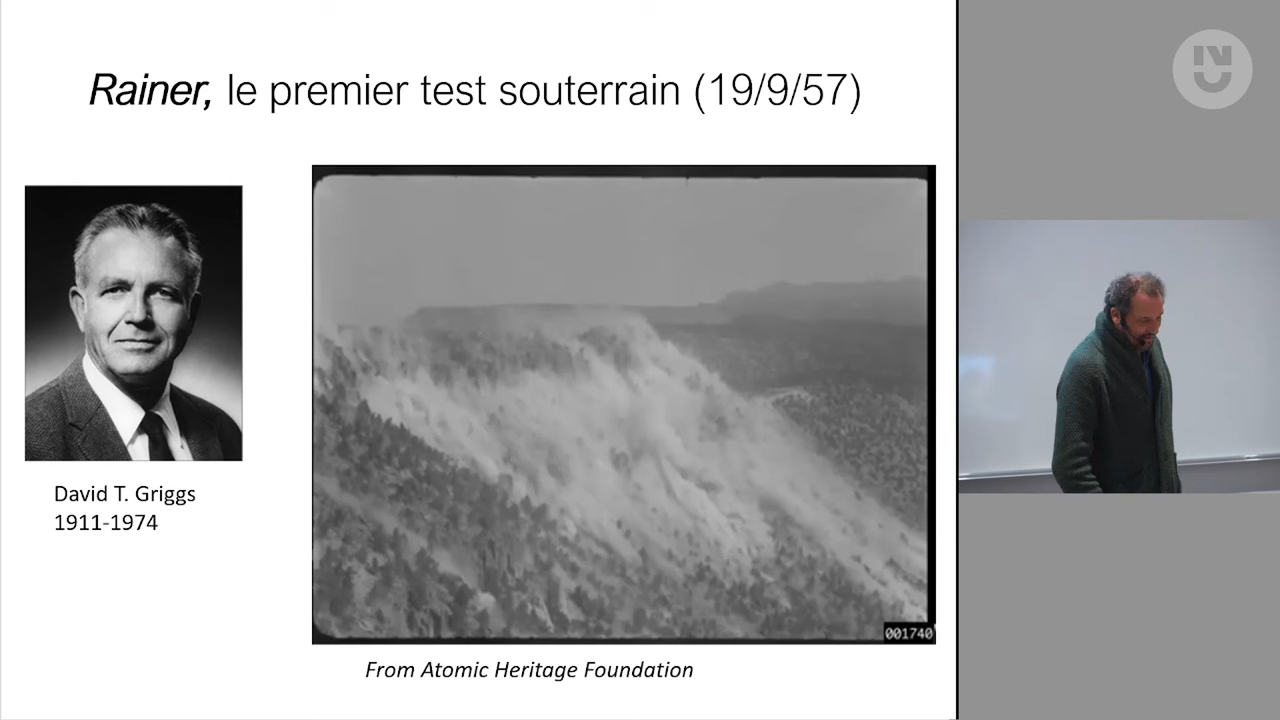 Rainer, le premier test souterrain (19/9/57)
David T. Griggs
1911-1974
001740
From Atomic Heritage Foundation